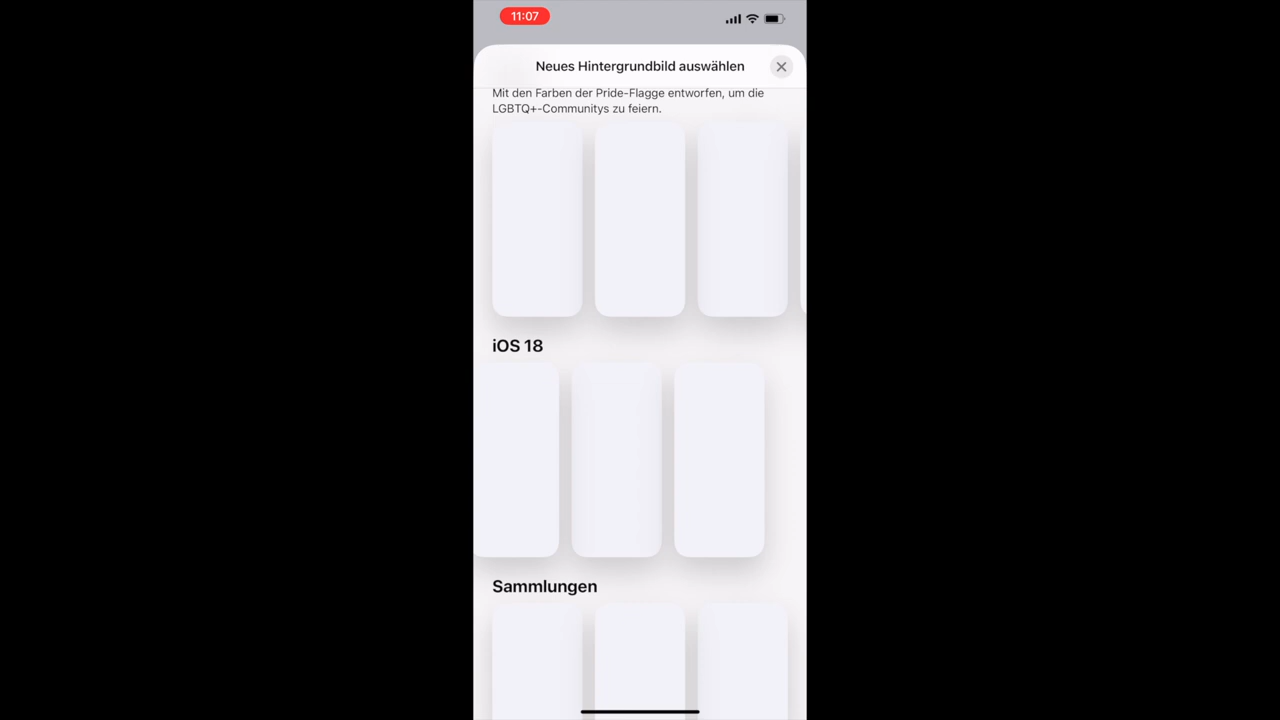 11:07
Neues Hintergrundbild auswählen
Mit den Farben der Pride-Flagge entworfen, um die
LGBTQ+-Communitys zu feiern.
iOS 18
Sammlungen